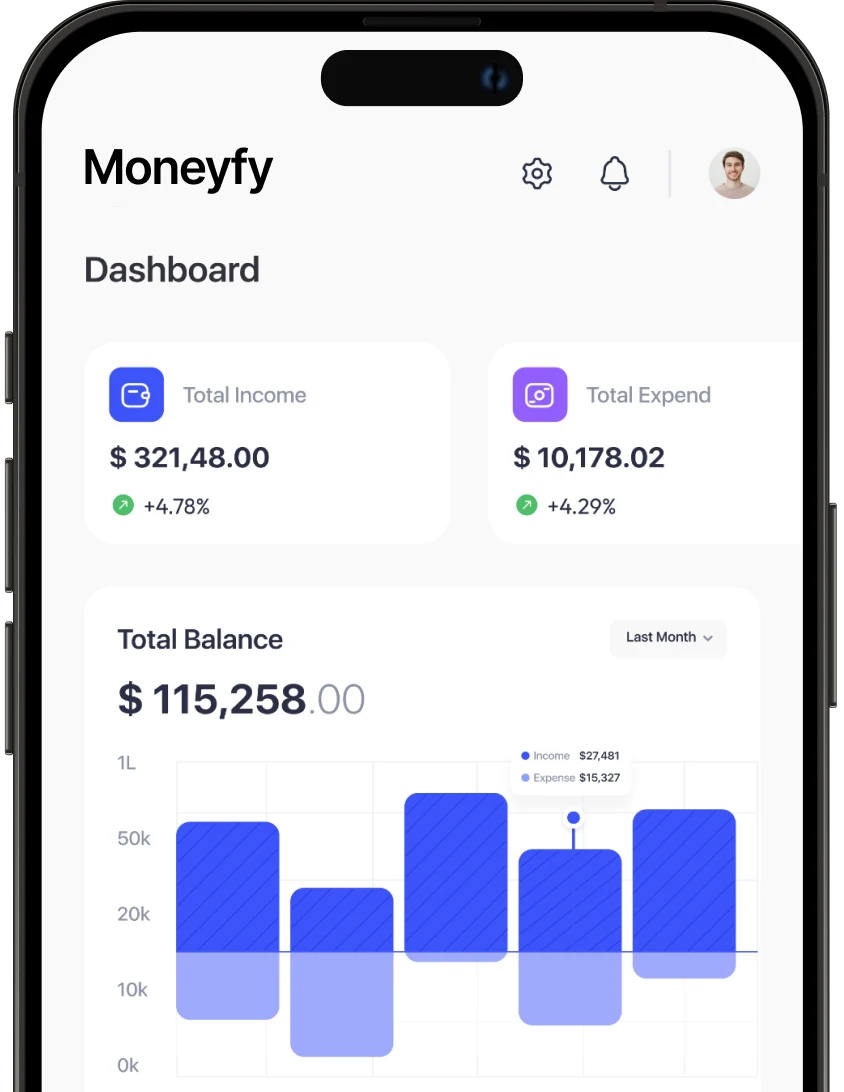 Moneyfy
Dashboard
Total Income
$ 321,48.00
+4.78%
Total Expend
$ 10,178.02
+4.29%
Total Balance
Last Month
$ 115,258.00
Income $27,481
Expense $15,327
1L
50k
20k
10k
0k